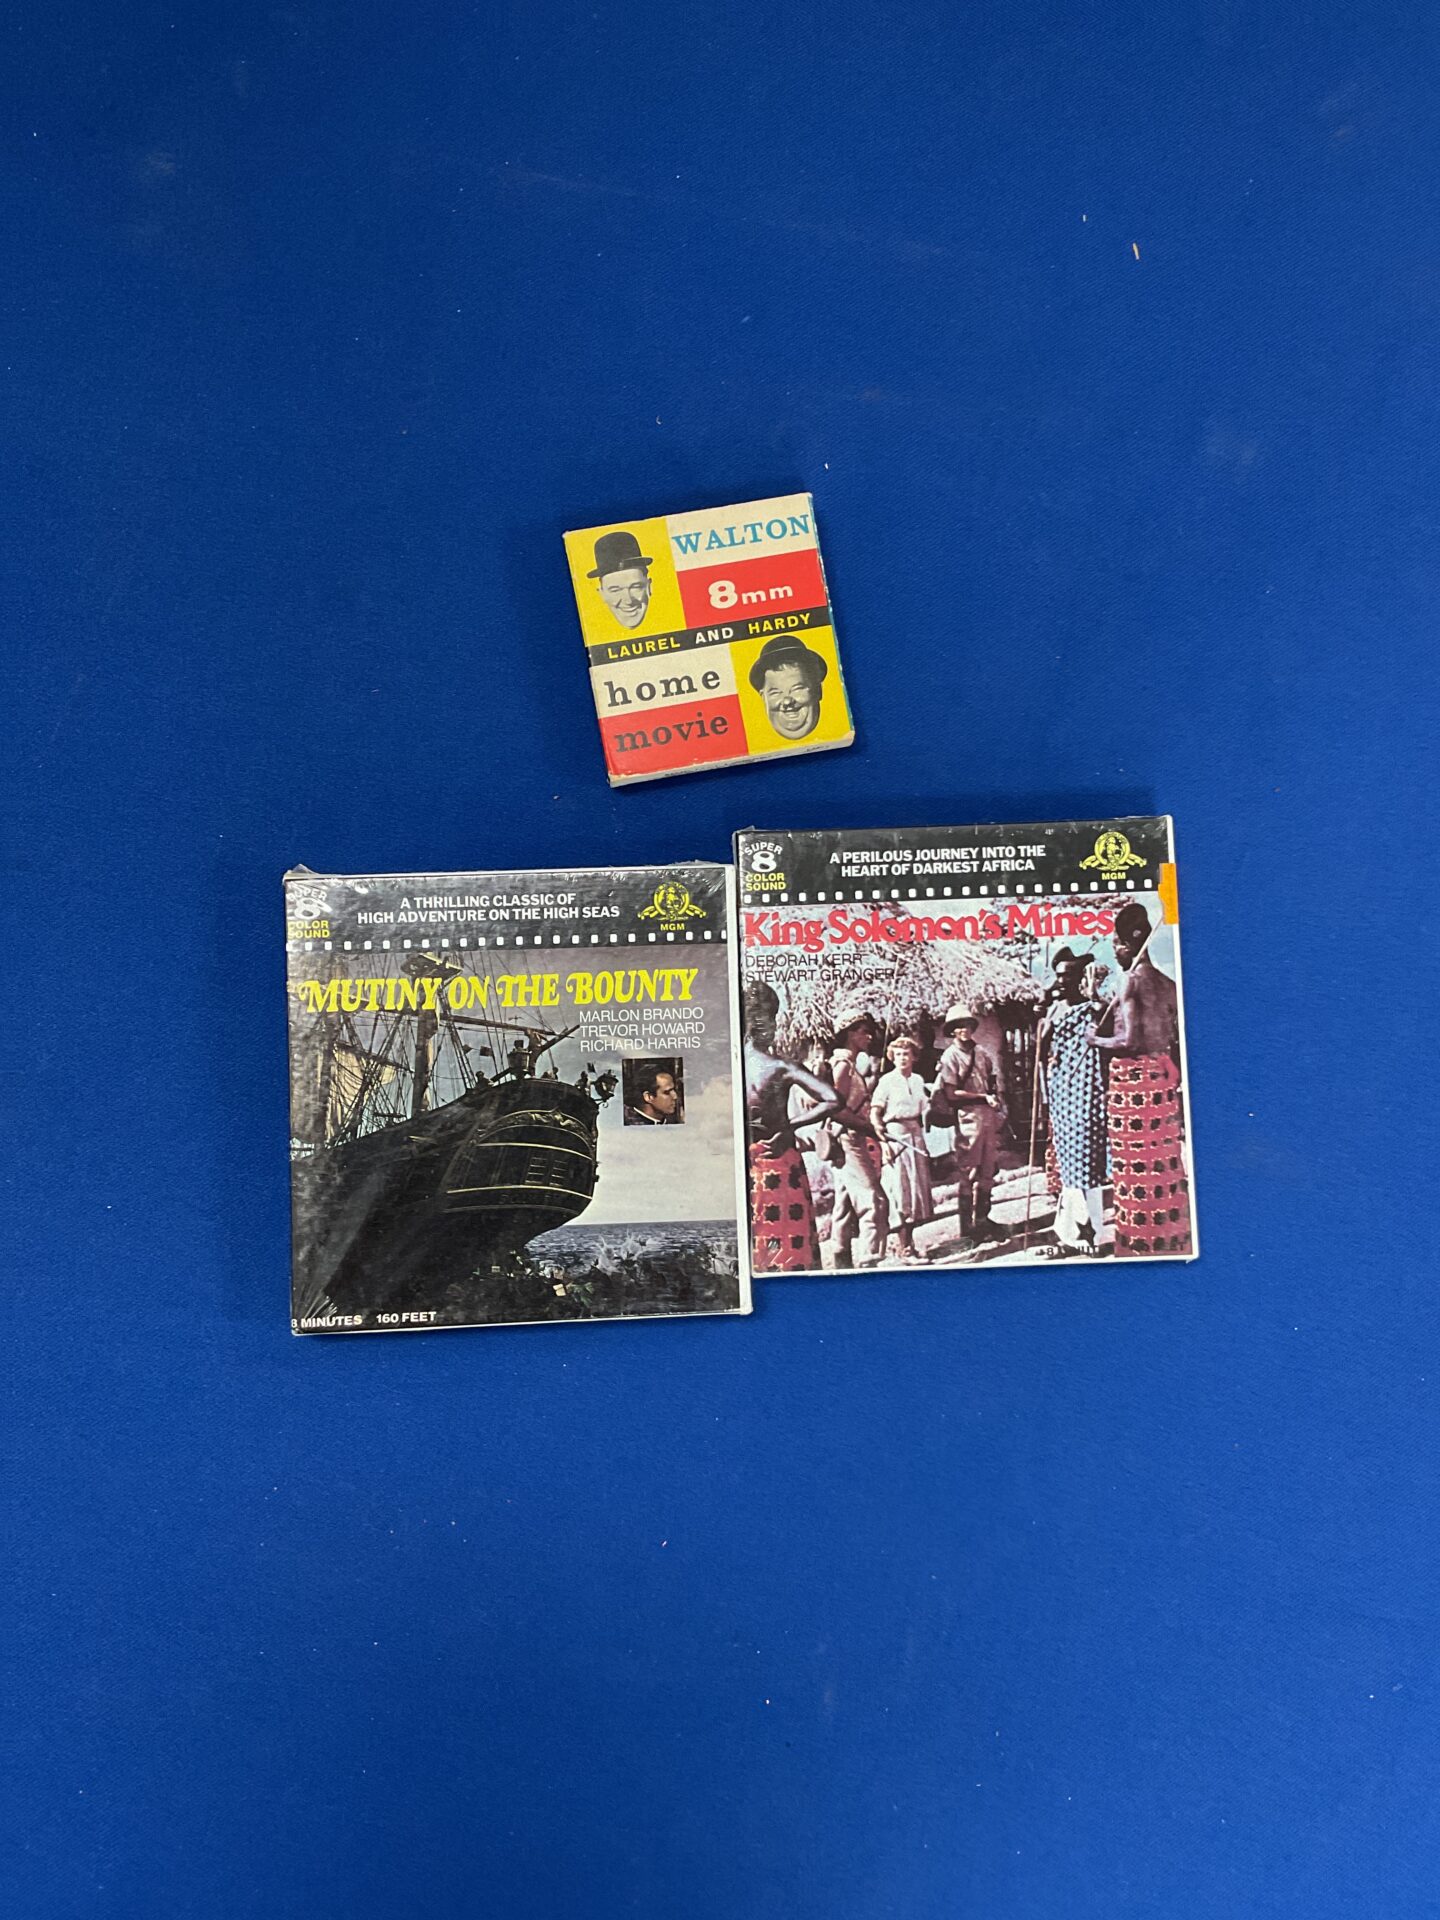 WALTON
8mm
LAUREL AND HARDY
home
movie
SUPER
8
COLOR
SOUND
A THRILLING CLASSIC OF
HIGH ADVENTURE ON THE HIGH SEAS
MGM
MUTINY ON THE BOUNTY
MARLON BRANDO
TREVOR HOWARD
RICHARD HARRIS
8 MINUTES 160 FEET
SUPER
8
COLOR
SOUND
A PERILOUS JOURNEY INTO THE
HEART OF DARKEST AFRICA
MGM
King Solomon's Mines
DEBORAH KERR
STEWART GRANGER